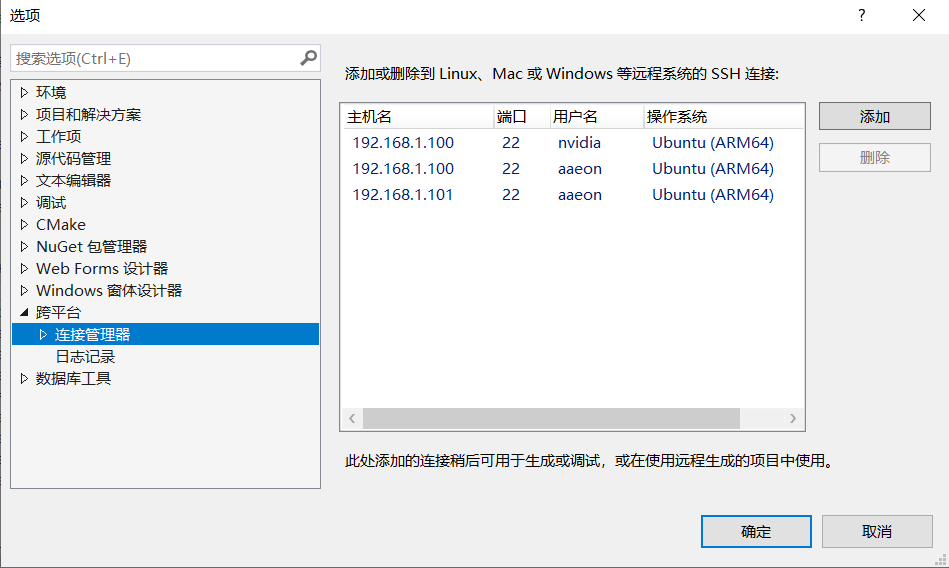 选项
?
搜索选项(Ctrl+E)
环境
项目和解决方案
工作项
源代码管理
文本编辑器
调试
CMake
NuGet 包管理器
Web Forms 设计器
Windows 窗体设计器
跨平台
连接管理器
日志记录
数据库工具
添加或删除到 Linux、Mac 或 Windows 等远程系统的 SSH 连接:
主机名 端口 用户名 操作系统
192.168.1.100 22 nvidia Ubuntu (ARM64)
192.168.1.100 22 aaeon Ubuntu (ARM64)
192.168.1.101 22 aaeon Ubuntu (ARM64)
添加
删除
此处添加的连接稍后可用于生成或调试，或在使用远程生成的项目中使用。
确定
取消